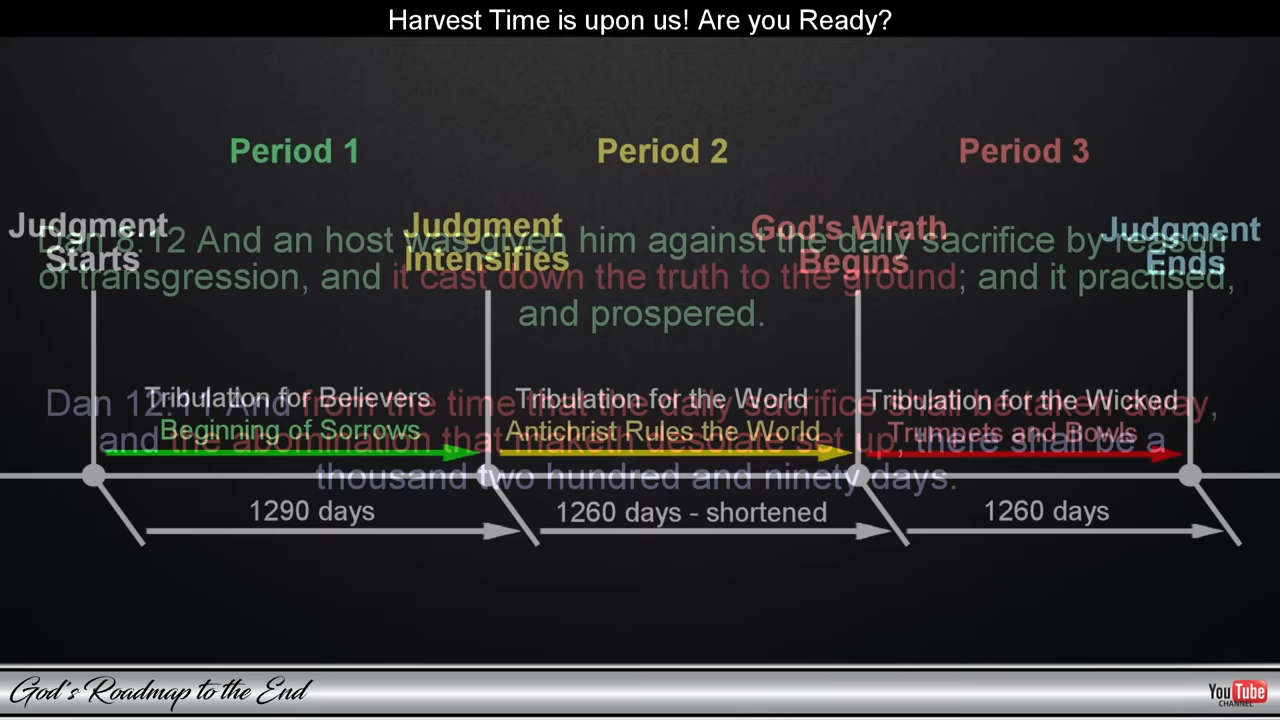 Harvest Time is upon us! Are you Ready?
Period 1 Period 2 Period 3
Judgment Starts
Judgment Intensifies
God's Wrath Begins
Judgment Ends
Dan 8:12 And an host was given him against the daily sacrifice by reason
of transgression, and it cast down the truth to the ground; and it practised,
and prospered.
Tribulation for Believers
Beginning of Sorrows
Tribulation for the World
Antichrist Rules the World
Tribulation for the Wicked
Trumpets and Bowls
Dan 12:11 And from the time that the daily sacrifice shall be taken away,
and the abomination that maketh desolate set up, there shall be a
thousand two hundred and ninety days.
1290 days 1260 days - shortened 1260 days
God's Roadmap to the End
YouTube
CHANNEL